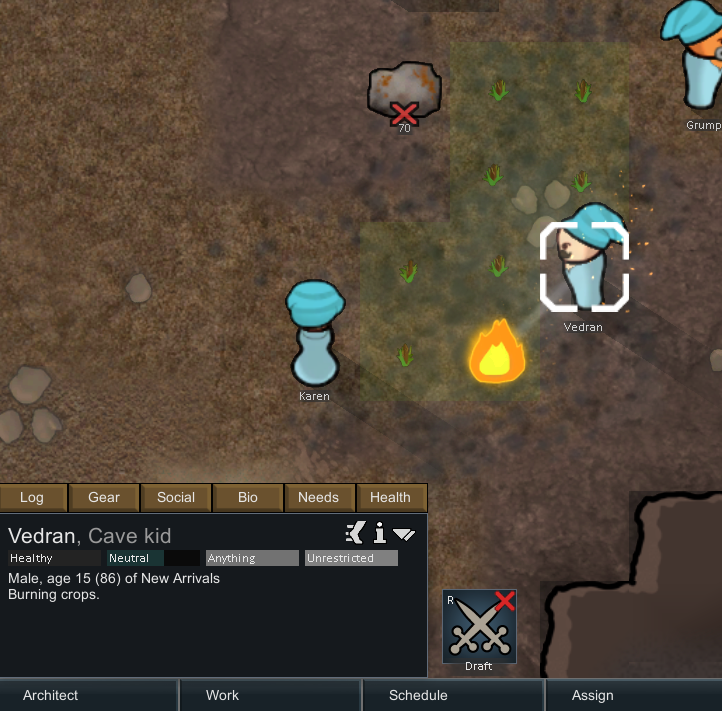 Grump
70
Vedran
Karen
Log Gear Social Bio Needs Health
Vedran, Cave kid
Healthy Neutral Anything Unrestricted
Male, age 15 (86) of New Arrivals
Burning crops.
R
Draft
Architect Work Schedule Assign